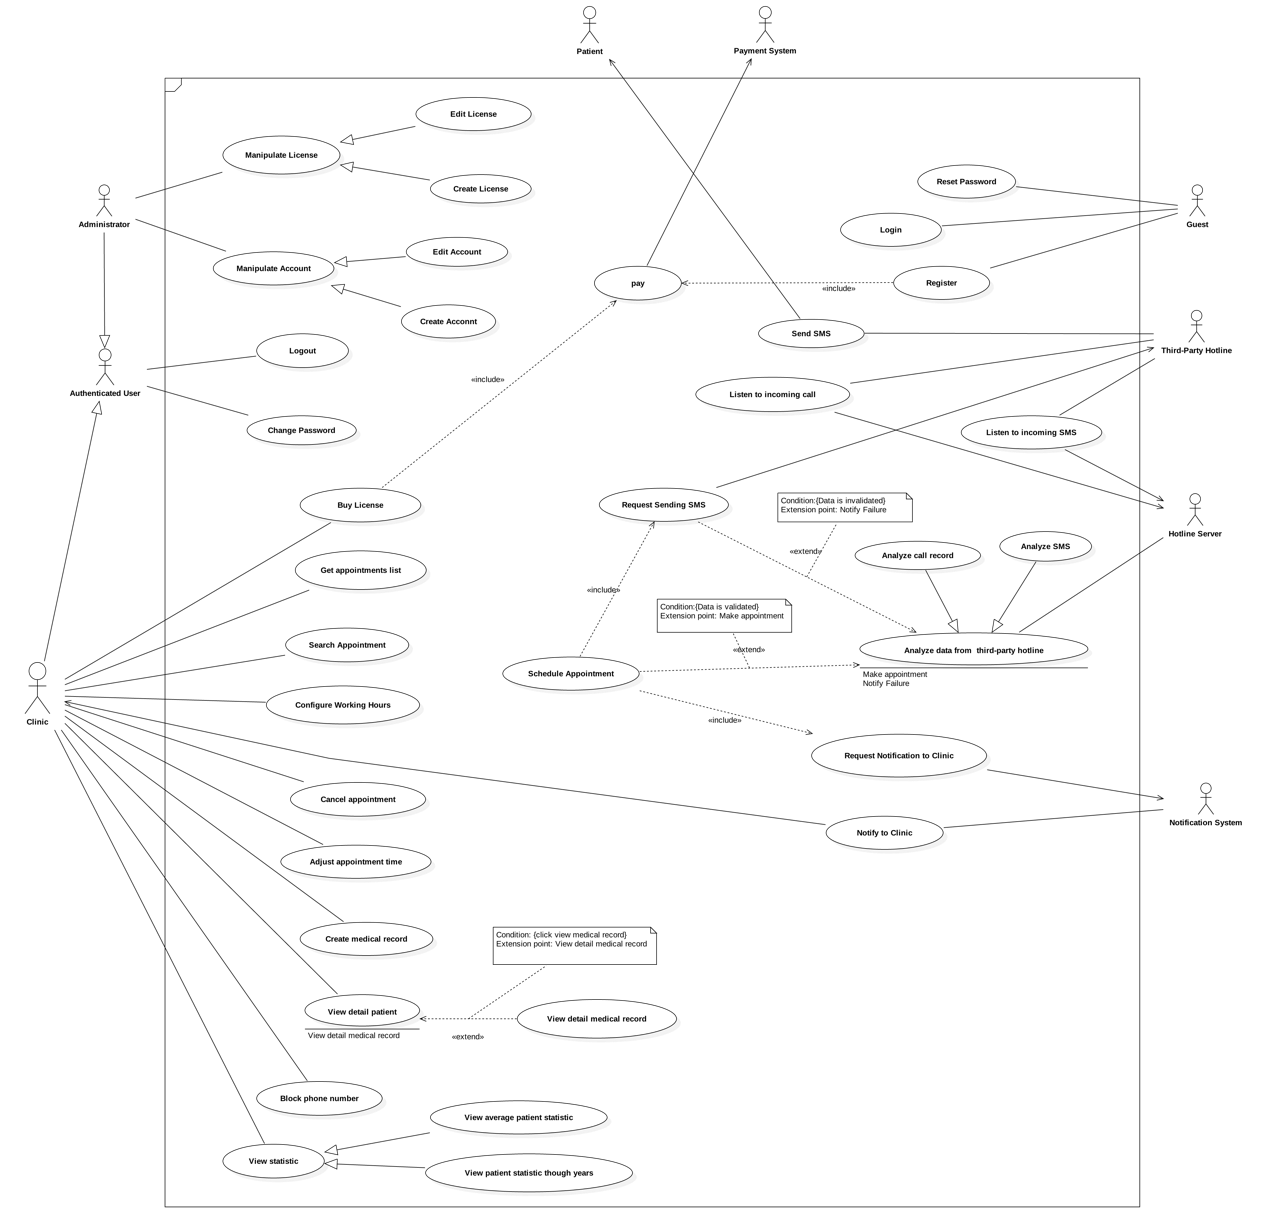 Patient
Payment System
Edit License
Manipulate License
Create License
Reset Password
Administrator
Guest
Login
Edit Account
Manipulate Account
pay
Register
«include»
Create Acconnt
Send SMS
Logout
Third-Party Hotline
Authenticated User
«include»
Listen to incoming call
Change Password
Listen to incoming SMS
Buy License
Request Sending SMS
Condition:{Data is invalidated}
Extension point: Notify Failure
Hotline Server
Analyze SMS
«extend»
Analyze call record
Get appointments list
«include»
Condition:{Data is validated}
Extension point: Make appointment
Search Appointment
«extend»
Analyze data from  third-party hotline
Schedule Appointment
Make appointment
Notify Failure
Configure Working Hours
Clinic
«include»
Request Notification to Clinic
Cancel appointment
Notification System
Notify to Clinic
Adjust appointment time
Create medical record
Condition: {click view medical record}
Extension point: View detail medical record
View detail patient
View detail medical record
View detail medical record
«extend»
Block phone number
View average patient statistic
View statistic
View patient statistic though years